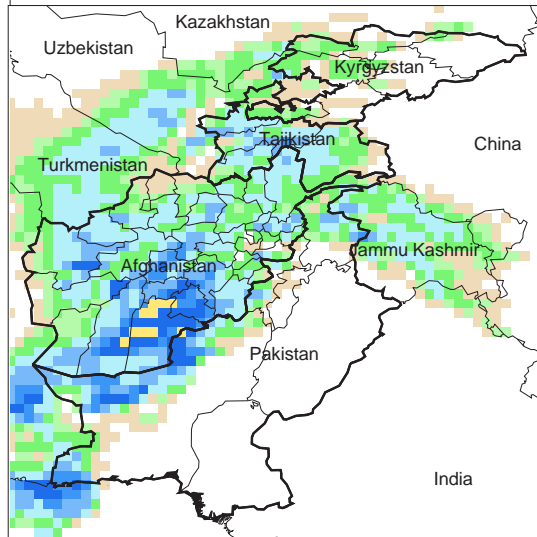 Kazakhstan
Uzbekistan
Kyrgyzstan
Tajikistan
China
Turkmenistan
Jammu Kashmir
Afghanistan
Pakistan
India